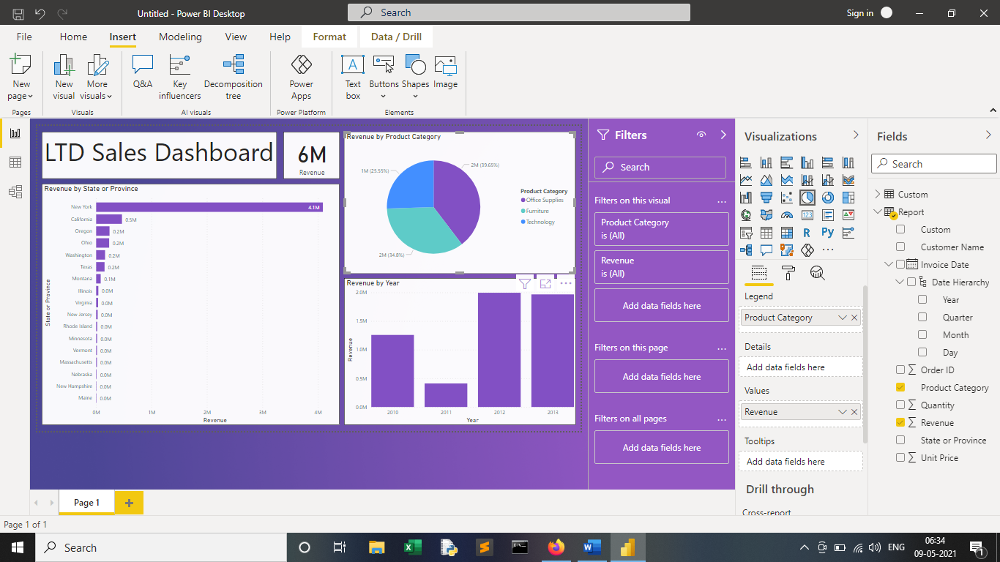 Untitled - Power BI Desktop
Search
Sign in
File Home Insert Modeling View Help Format Data / Drill
New page
New visual
More visuals
Q&A
Key influencers
Decomposition tree
Power Apps
Text box
Buttons
Shapes
Image
Pages Visuals AI visuals Power Platform Elements
LTD Sales Dashboard
6M
Revenue
Revenue by State or Province
State or Province
New York 4.1M
California 0.5M
Oregon 0.2M
Ohio 0.2M
Washington 0.2M
Texas 0.2M
Montana 0.1M
Illinois 0.0M
Virginia 0.0M
New Jersey 0.0M
Rhode Island 0.0M
Minnesota 0.0M
Vermont 0.0M
Massachusetts 0.0M
Nebraska 0.0M
New Hampshire 0.0M
Maine 0.0M
0M 1M 2M 3M 4M
Revenue
Revenue by Product Category
2M (39.65%)
1M (25.55%)
2M (34.8%)
Product Category
Office Supplies
Furniture
Technology
Revenue by Year
Revenue
2.0M
1.5M
1.0M
0.5M
0.0M
2010 2011 2012 2013
Year
Filters
Search
Filters on this visual
Product Category
is (All)
Revenue
is (All)
Add data fields here
Filters on this page
Add data fields here
Filters on all pages
Add data fields here
Visualizations
123
R
Py
Legend
Product Category
Details
Add data fields here
Values
Revenue
Tooltips
Add data fields here
Drill through
Cross-report
Fields
Search
Custom
Report
Custom
Customer Name
Invoice Date
Date Hierarchy
Year
Quarter
Month
Day
Order ID
Product Category
Quantity
Revenue
State or Province
Unit Price
Page 1
Page 1 of 1
Search
ENG
06:34
09-05-2021
1